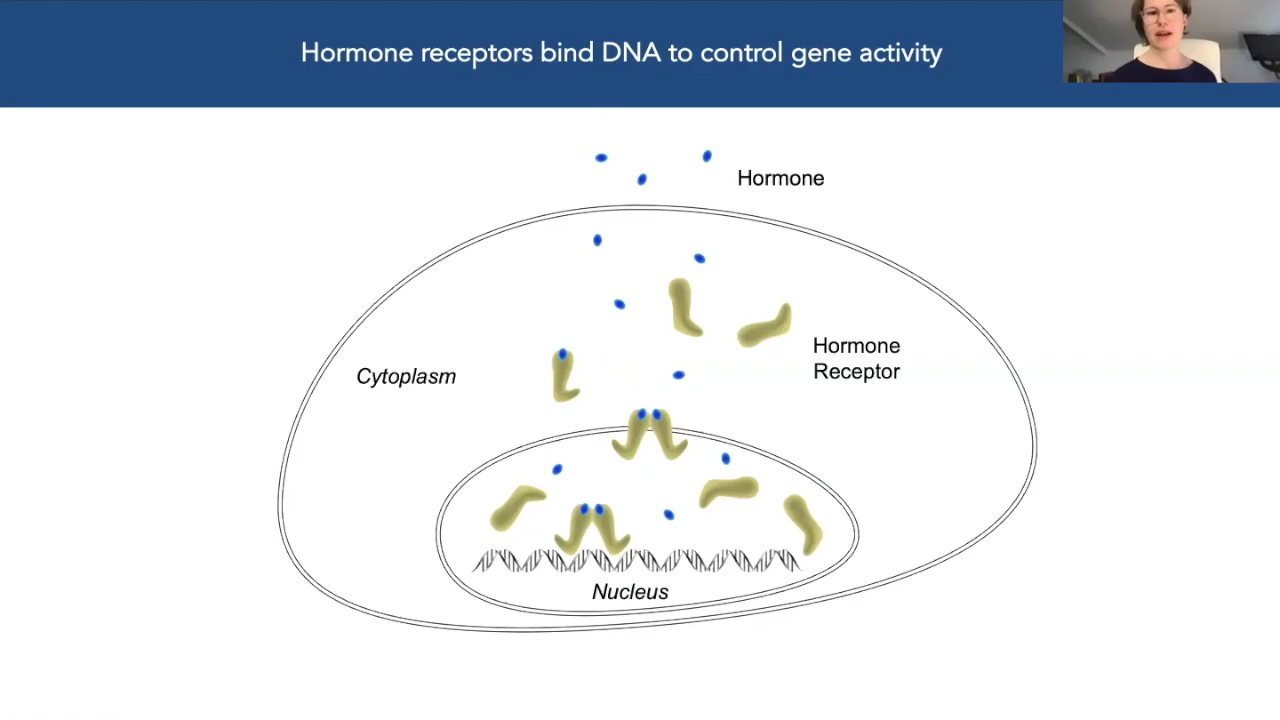 Hormone receptors bind DNA to control gene activity
Hormone
Hormone
Receptor
Cytoplasm
Nucleus